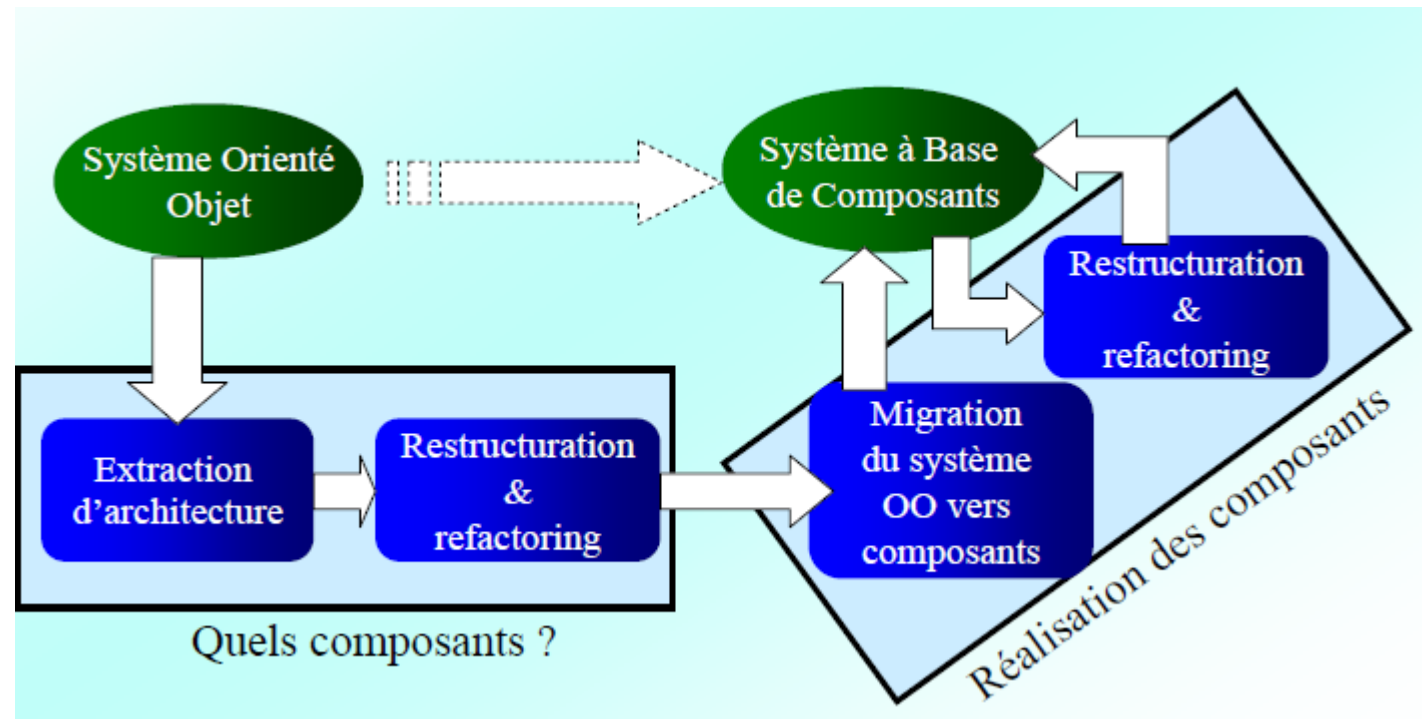 Système Orienté
Objet
Système à Base
de Composants
Restructuration
&
refactoring
Extraction
d’architecture
Restructuration
&
refactoring
Migration
du système
OO vers
composants
Quels composants ?
Réalisation des composants